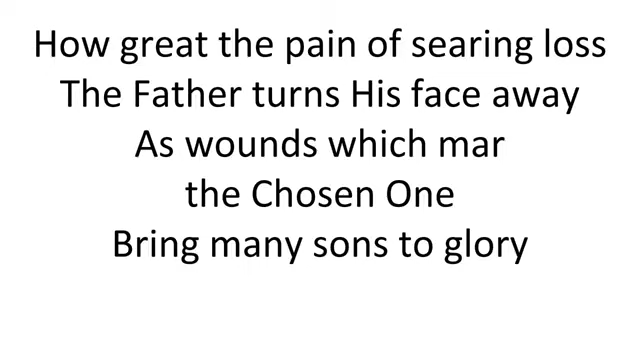 How great the pain of searing loss
The Father turns His face away
As wounds which mar
the Chosen One
Bring many sons to glory